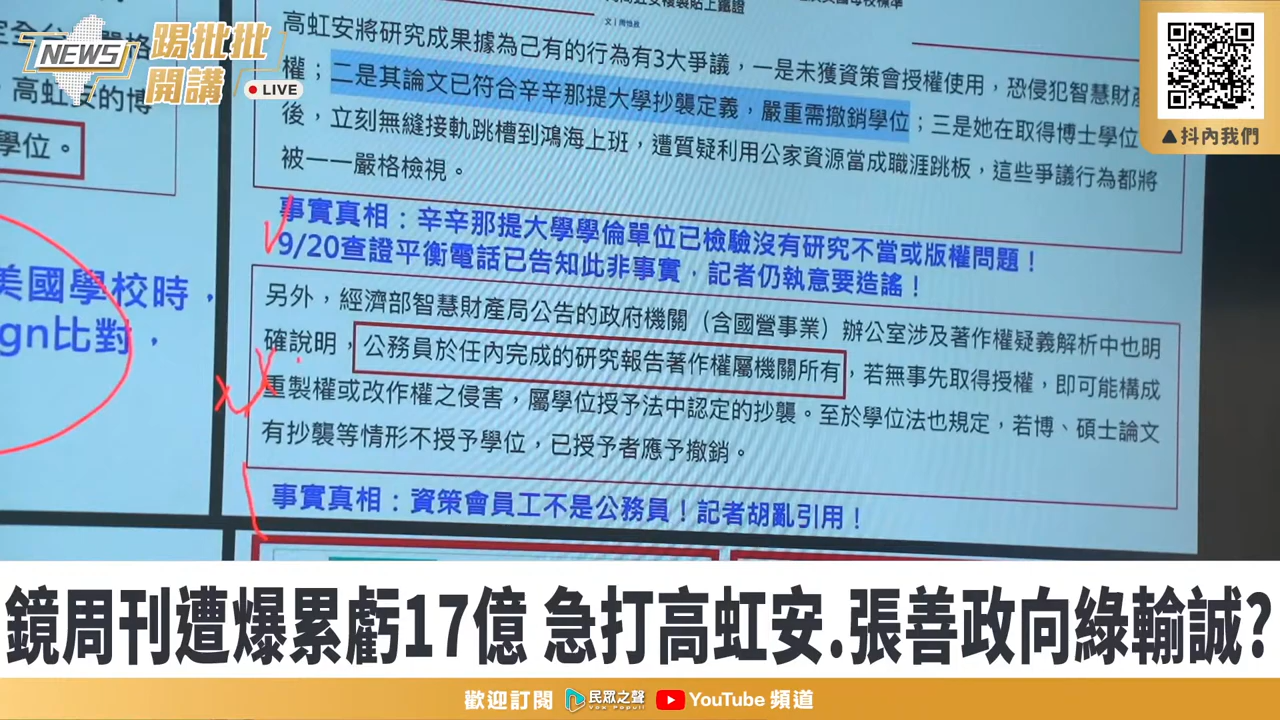 NEWS
踢批批
開講
LIVE
抖內我們
文｜周怡孜
高虹安將研究成果據為己有的行為有3大爭議，一是未獲資策會授權使用，恐侵犯智慧財產
權；二是其論文已符合辛辛那提大學抄襲定義，嚴重需撤銷學位；三是她在取得博士學位
後，立刻無縫接軌跳槽到鴻海上班，遭質疑利用公家資源當成職涯跳板，這些爭議行為都將
被一一嚴格檢視。
，高虹安的博
學位。
事實真相：辛辛那提大學學倫單位已檢驗沒有研究不當或版權問題！
9/20查證平衡電話已告知此非事實，記者仍執意要造謠！
美國學校時，
gn比對，
另外，經濟部智慧財產局公告的政府機關（含國營事業）辦公室涉及著作權疑義解析中也明
確說明，公務員於任內完成的研究報告著作權屬機關所有，若無事先取得授權，即可能構成
重製權或改作權之侵害，屬學位授予法中認定的抄襲。至於學位法也規定，若博、碩士論文
有抄襲等情形不授予學位，已授予者應予撤銷。
事實真相：資策會員工不是公務員！記者胡亂引用！
鏡周刊遭爆累虧17億 急打高虹安.張善政向綠輸誠?
歡迎訂閱 民眾之聲 YouTube 頻道